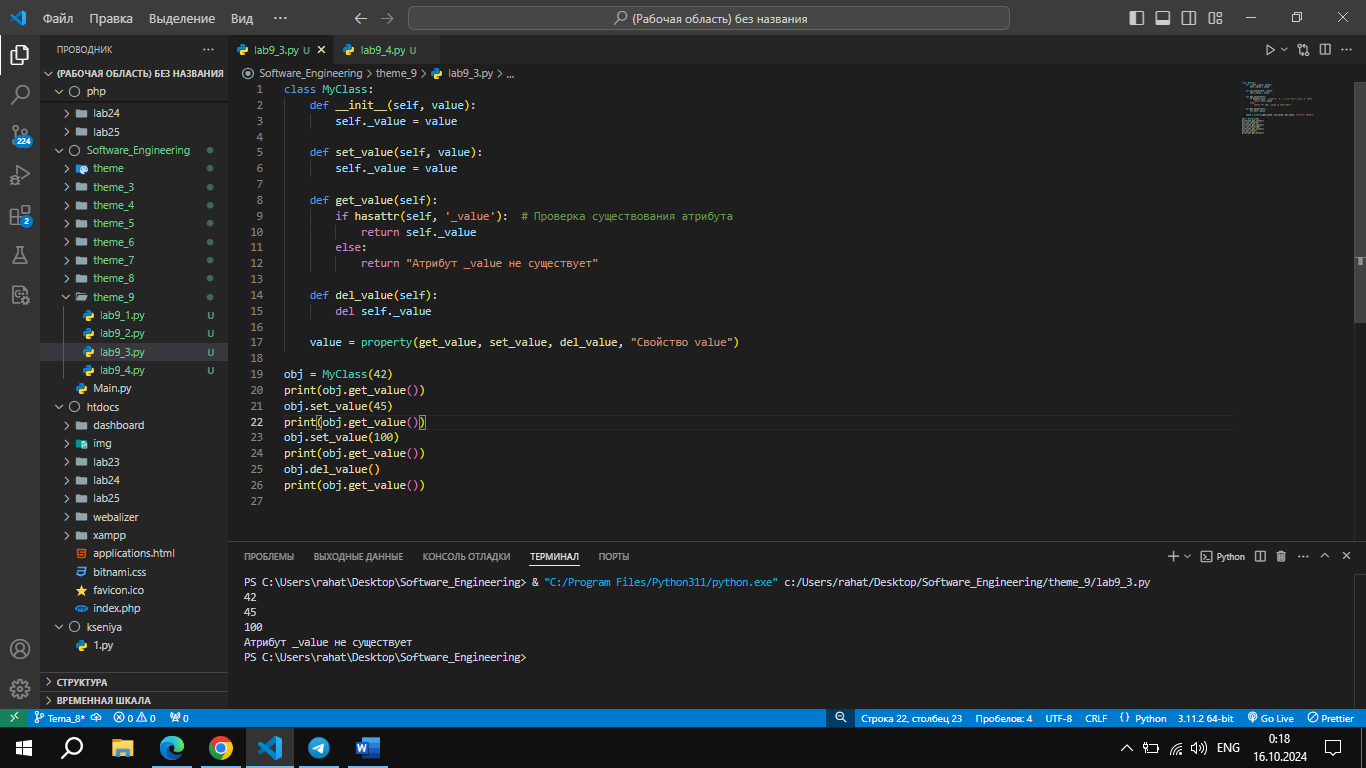 Файл Правка Выделение Вид ··· (Рабочая область) без названия
ПРОВОДНИК ···
(РАБОЧАЯ ОБЛАСТЬ) БЕЗ НАЗВАНИЯ
php
lab24
lab25
Software_Engineering
theme
theme_3
theme_4
theme_5
theme_6
theme_7
theme_8
theme_9
lab9_1.py U
lab9_2.py U
lab9_3.py U
lab9_4.py U
Main.py
htdocs
dashboard
img
lab23
lab24
lab25
webalizer
xampp
applications.html
bitnami.css
favicon.ico
index.php
kseniya
1.py
СТРУКТУРА
ВРЕМЕННАЯ ШКАЛА
224
2
lab9_3.py U lab9_4.py U
Software_Engineering > theme_9 > lab9_3.py > ...
1 class MyClass:
2 def __init__(self, value):
3 self._value = value
4
5 def set_value(self, value):
6 self._value = value
7
8 def get_value(self):
9 if hasattr(self, '_value'): # Проверка существования атрибута
10 return self._value
11 else:
12 return "Атрибут _value не существует"
13
14 def del_value(self):
15 del self._value
16
17 value = property(get_value, set_value, del_value, "Свойство value")
18
19 obj = MyClass(42)
20 print(obj.get_value())
21 obj.set_value(45)
22 print(obj.get_value())
23 obj.set_value(100)
24 print(obj.get_value())
25 obj.del_value()
26 print(obj.get_value())
27
ПРОБЛЕМЫ ВЫХОДНЫЕ ДАННЫЕ КОНСОЛЬ ОТЛАДКИ ТЕРМИНАЛ ПОРТЫ Python
PS C:\Users\rahat\Desktop\Software_Engineering> & "C:/Program Files/Python311/python.exe" c:/Users/rahat/Desktop/Software_Engineering/theme_9/lab9_3.py
42
45
100
Атрибут _value не существует
PS C:\Users\rahat\Desktop\Software_Engineering>
Tema_8* 0 0 0 Строка 22, столбец 23 Пробелов: 4 UTF-8 CRLF Python 3.11.2 64-bit Go Live Prettier
ENG 0:18
16.10.2024